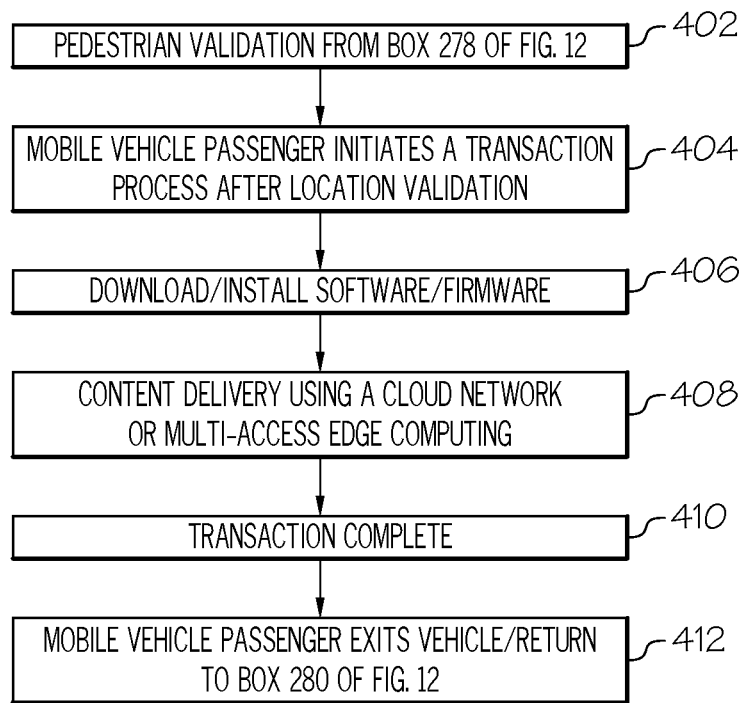 PEDESTRIAN VALIDATION FROM BOX 278 OF FIG. 12
402
MOBILE VEHICLE PASSENGER INITIATES A TRANSACTION
PROCESS AFTER LOCATION VALIDATION
404
DOWNLOAD/INSTALL SOFTWARE/FIRMWARE
406
CONTENT DELIVERY USING A CLOUD NETWORK
OR MULTI-ACCESS EDGE COMPUTING
408
TRANSACTION COMPLETE
410
MOBILE VEHICLE PASSENGER EXITS VEHICLE/RETURN
TO BOX 280 OF FIG. 12
412